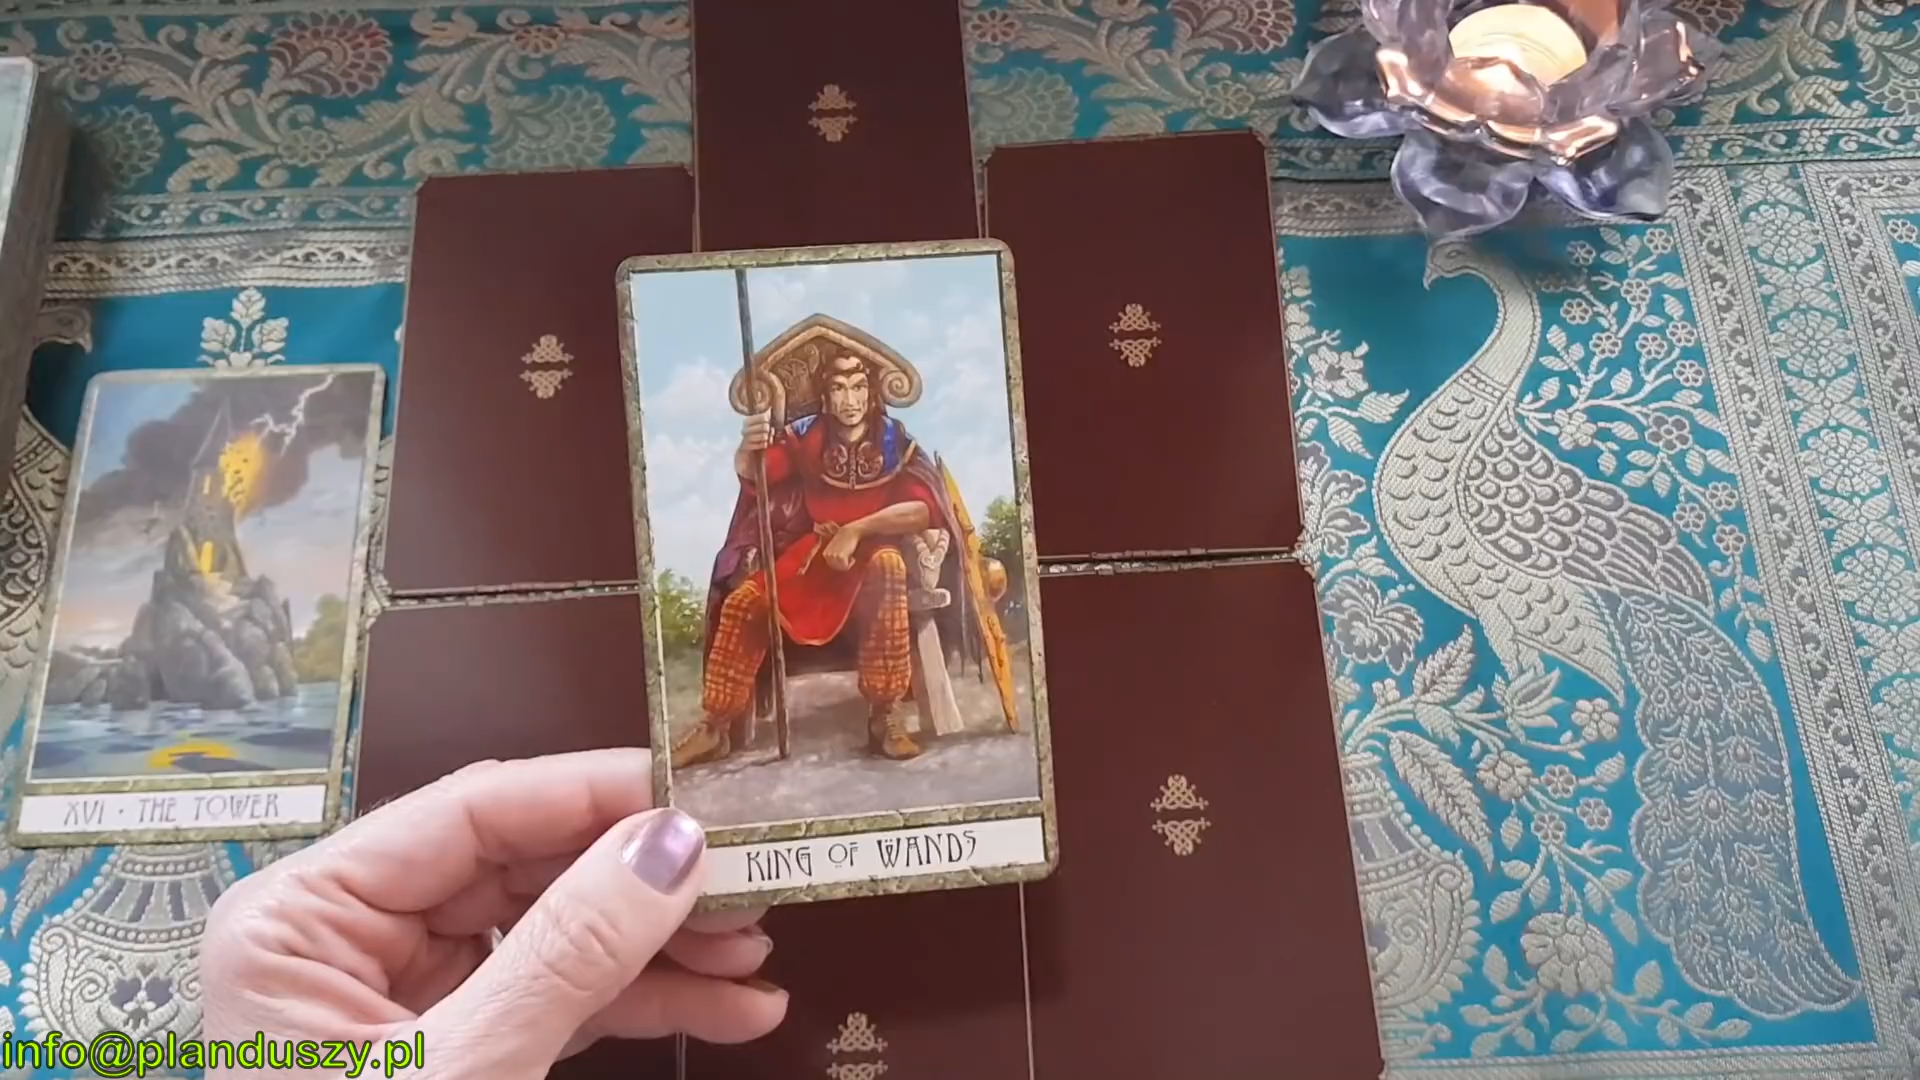 XVI · THE TOWER
KING OF WANDS
info@planduszy.pl